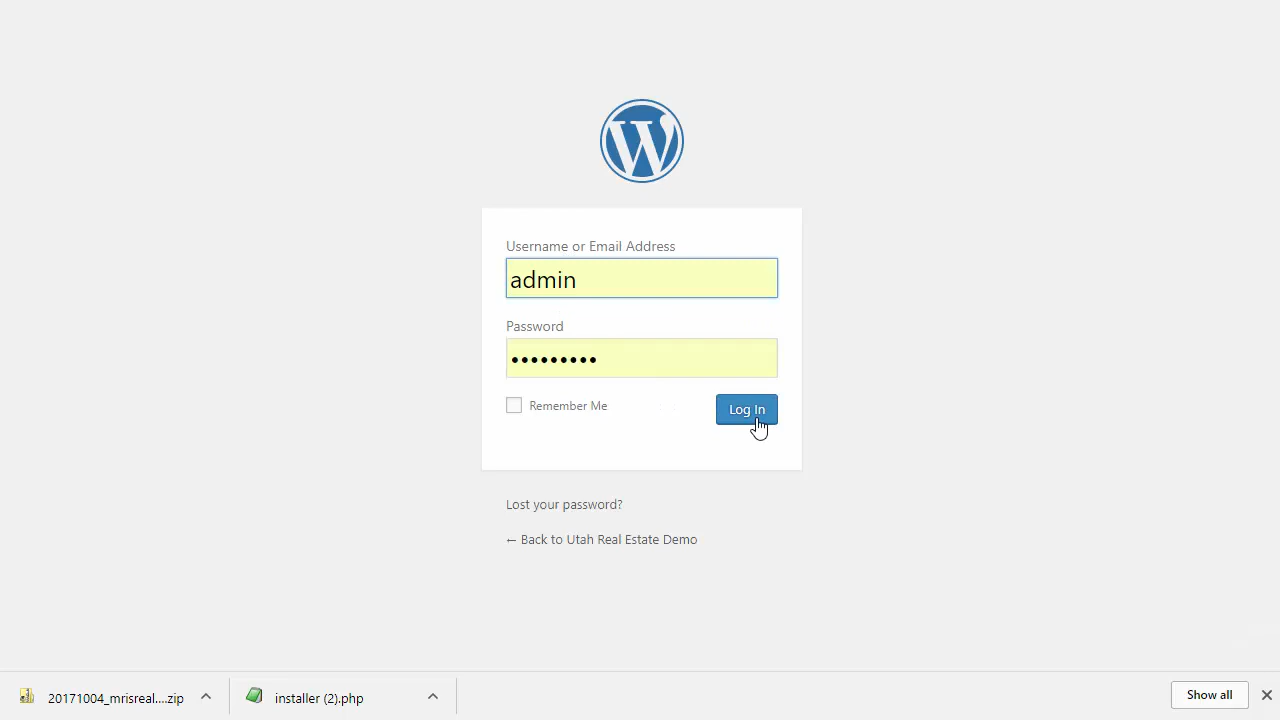 Username or Email Address
admin
Password
•••••••••
Remember Me
Log In
Lost your password?
← Back to Utah Real Estate Demo
20171004_mrisreal....zip
installer (2).php
Show all